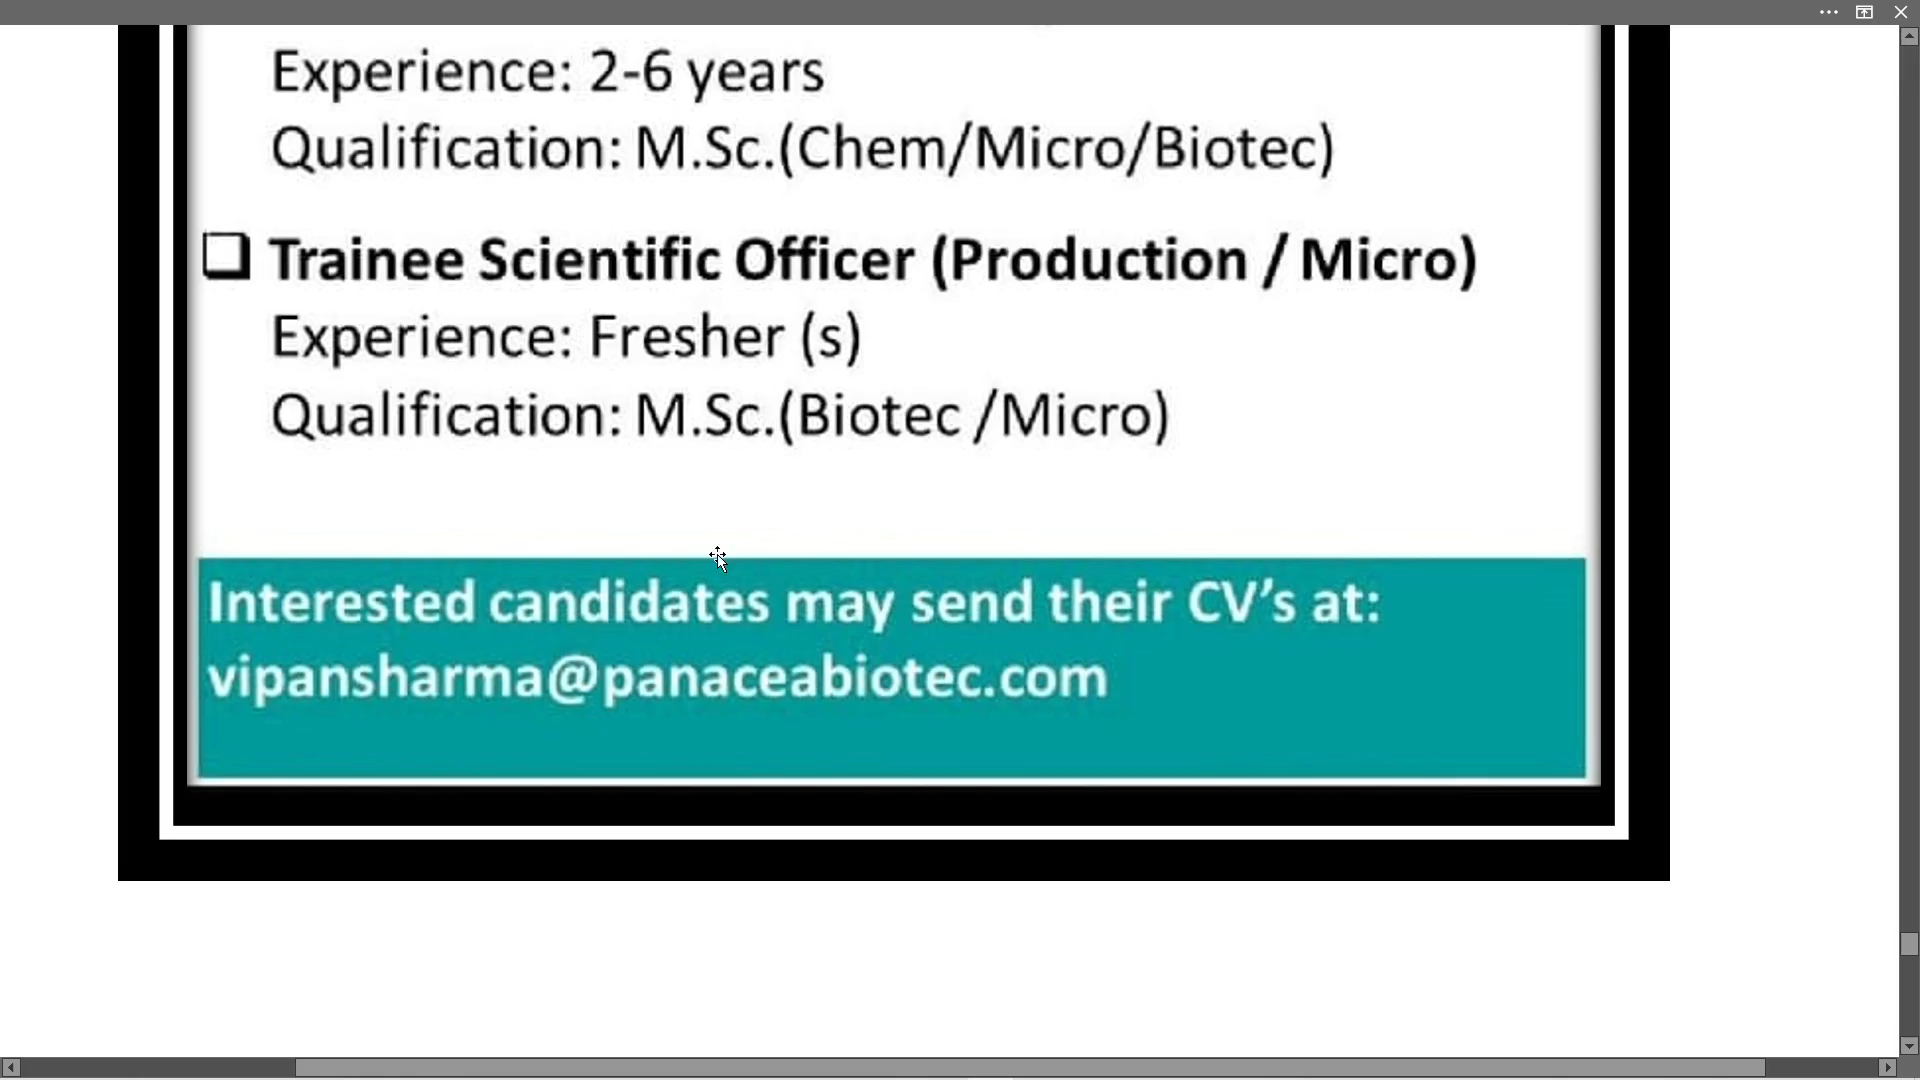 Experience: 2-6 years
Qualification: M.Sc.(Chem/Micro/Biotec)
Trainee Scientific Officer (Production / Micro)
Experience: Fresher (s)
Qualification: M.Sc.(Biotec /Micro)
Interested candidates may send their CV’s at:
vipansharma@panaceabiotec.com